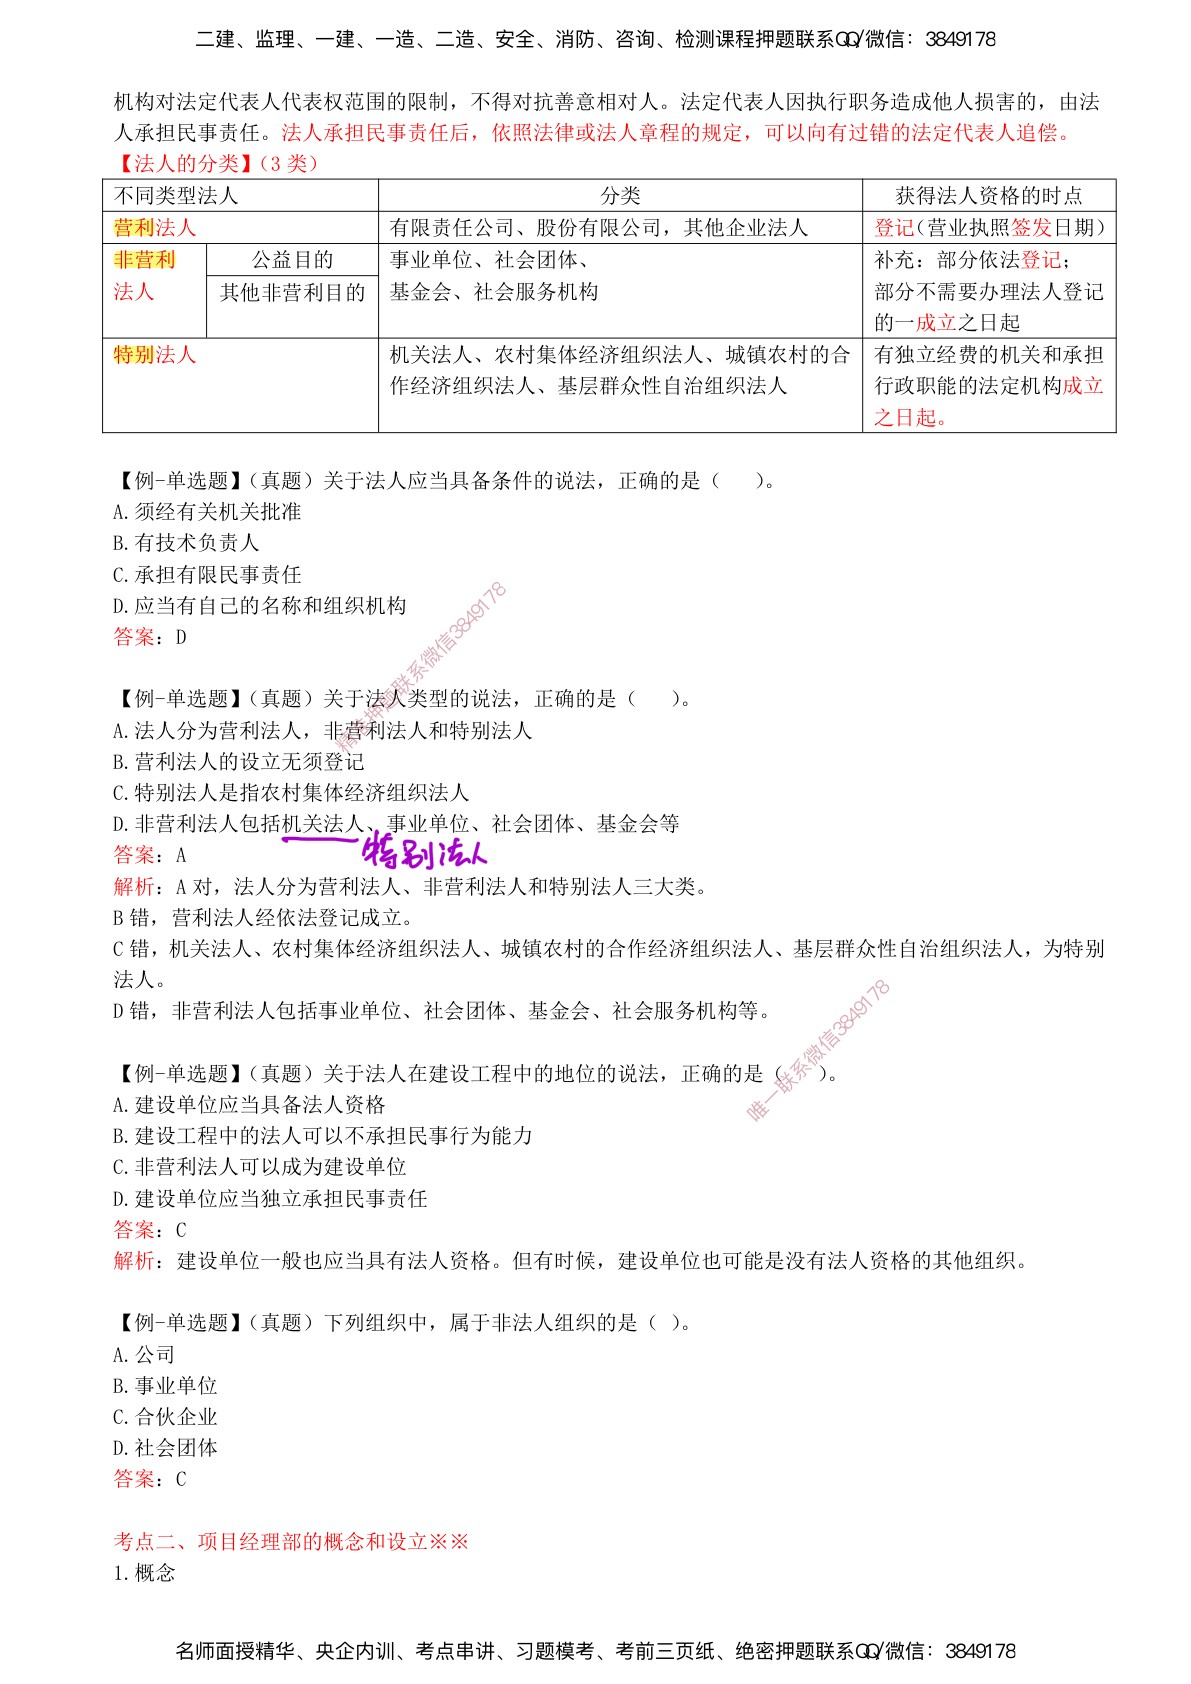 二建、监理、一建、一造、二造、安全、消防、咨询、检测课程押题联系QQ/微信：3849178
机构对法定代表人代表权范围的限制，不得对抗善意相对人。法定代表人因执行职务造成他人损害的，由法
人承担民事责任。法人承担民事责任后，依照法律或法人章程的规定，可以向有过错的法定代表人追偿。
【法人的分类】（3 类）
不同类型法人 分类 获得法人资格的时点
营利法人 有限责任公司、股份有限公司，其他企业法人 登记（营业执照签发日期）
非营利 公益目的 事业单位、社会团体、 补充：部分依法登记；
法人 其他非营利目的 基金会、社会服务机构 部分不需要办理法人登记
的一成立之日起
特别法人 机关法人、农村集体经济组织法人、城镇农村的合 有独立经费的机关和承担
作经济组织法人、基层群众性自治组织法人 行政职能的法定机构成立
之日起。
【例-单选题】（真题）关于法人应当具备条件的说法，正确的是（ ）。
A.须经有关机关批准
B.有技术负责人
C.承担有限民事责任
D.应当有自己的名称和组织机构
答案：D
精准押题联系微信3849178
【例-单选题】（真题）关于法人类型的说法，正确的是（ ）。
A.法人分为营利法人，非营利法人和特别法人
B.营利法人的设立无须登记
C.特别法人是指农村集体经济组织法人
D.非营利法人包括机关法人、事业单位、社会团体、基金会等
特别法人
答案：A
解析：A 对，法人分为营利法人、非营利法人和特别法人三大类。
B 错，营利法人经依法登记成立。
C 错，机关法人、农村集体经济组织法人、城镇农村的合作经济组织法人、基层群众性自治组织法人，为特别
法人。
D 错，非营利法人包括事业单位、社会团体、基金会、社会服务机构等。
唯一联系微信3849178
【例-单选题】（真题）关于法人在建设工程中的地位的说法，正确的是（ ）。
A.建设单位应当具备法人资格
B.建设工程中的法人可以不承担民事行为能力
C.非营利法人可以成为建设单位
D.建设单位应当独立承担民事责任
答案：C
解析：建设单位一般也应当具有法人资格。但有时候，建设单位也可能是没有法人资格的其他组织。
【例-单选题】（真题）下列组织中，属于非法人组织的是（ ）。
A.公司
B.事业单位
C.合伙企业
D.社会团体
答案：C
考点二、项目经理部的概念和设立※※
1.概念
名师面授精华、央企内训、考点串讲、习题模考、考前三页纸、绝密押题联系QQ/微信：3849178